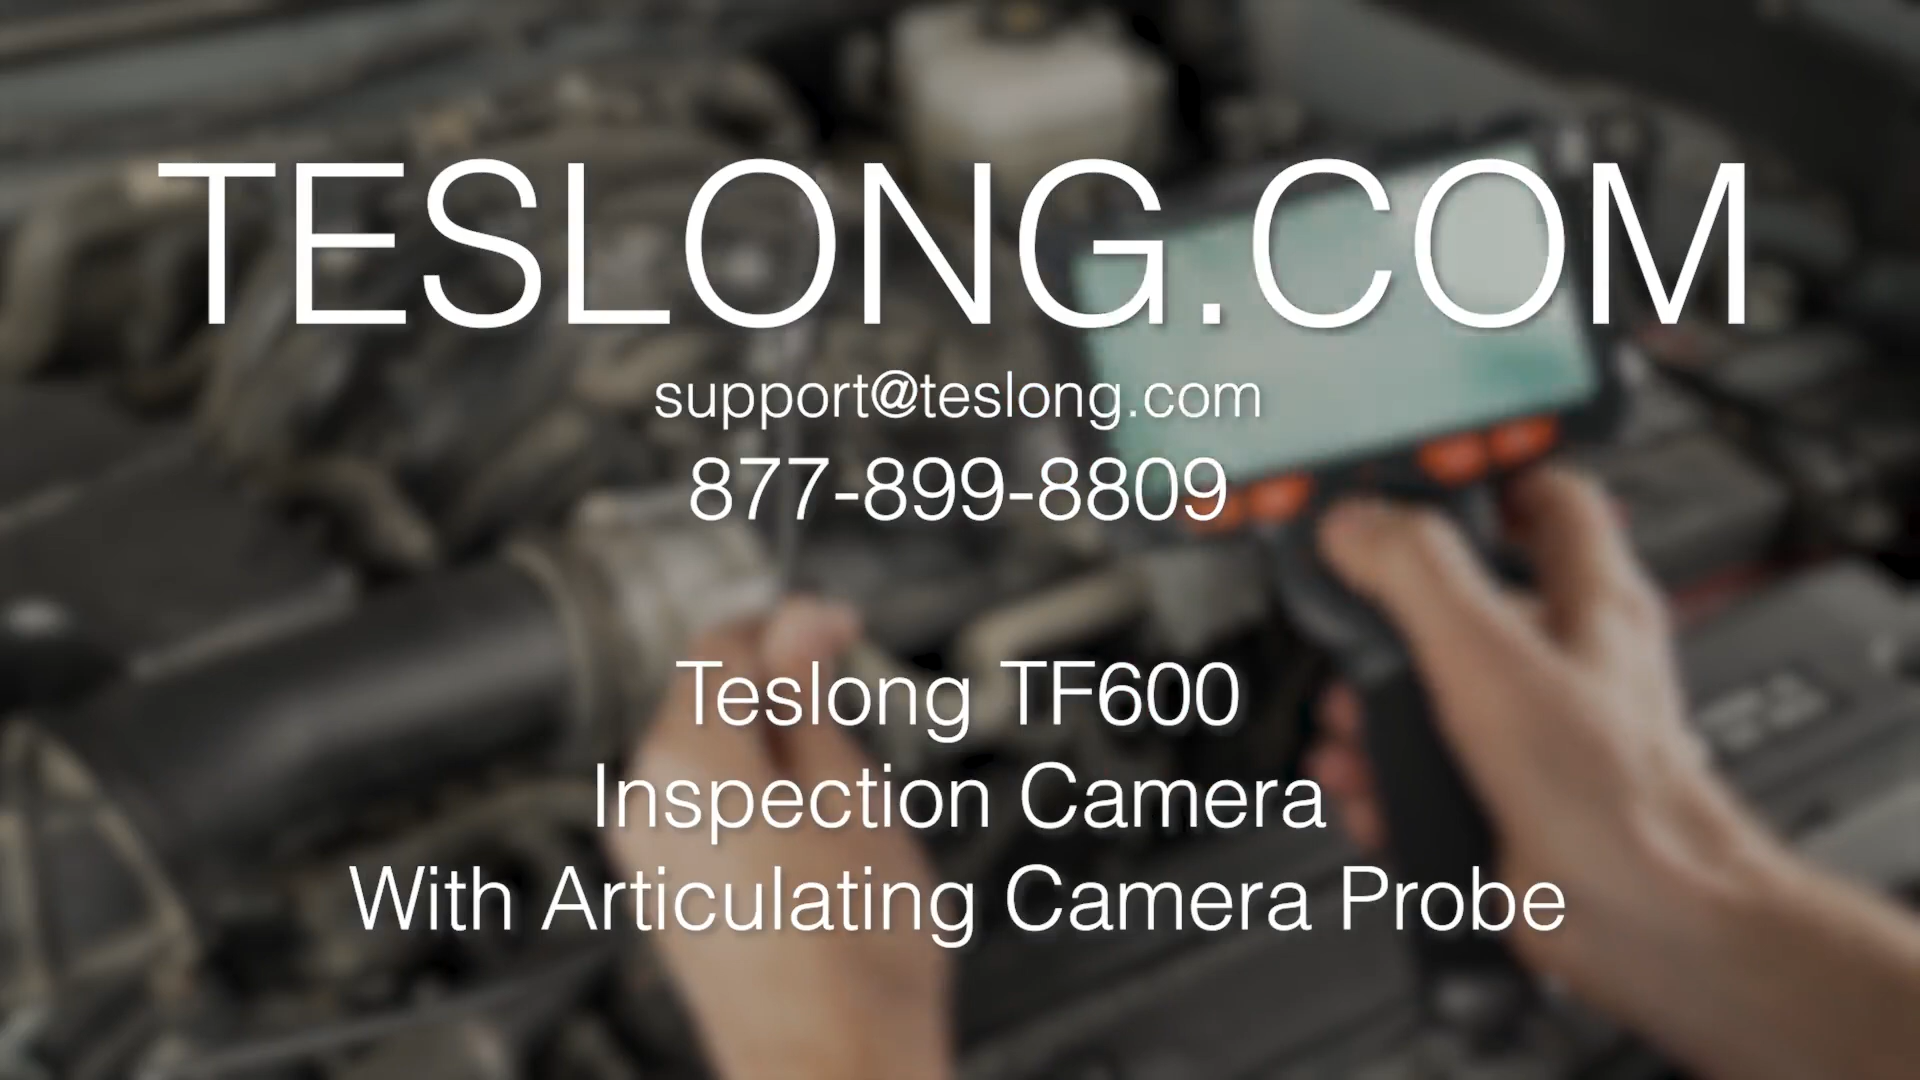 TESLONG.COM
support@teslong.com
877-899-8809
Teslong TF600
Inspection Camera
With Articulating Camera Probe